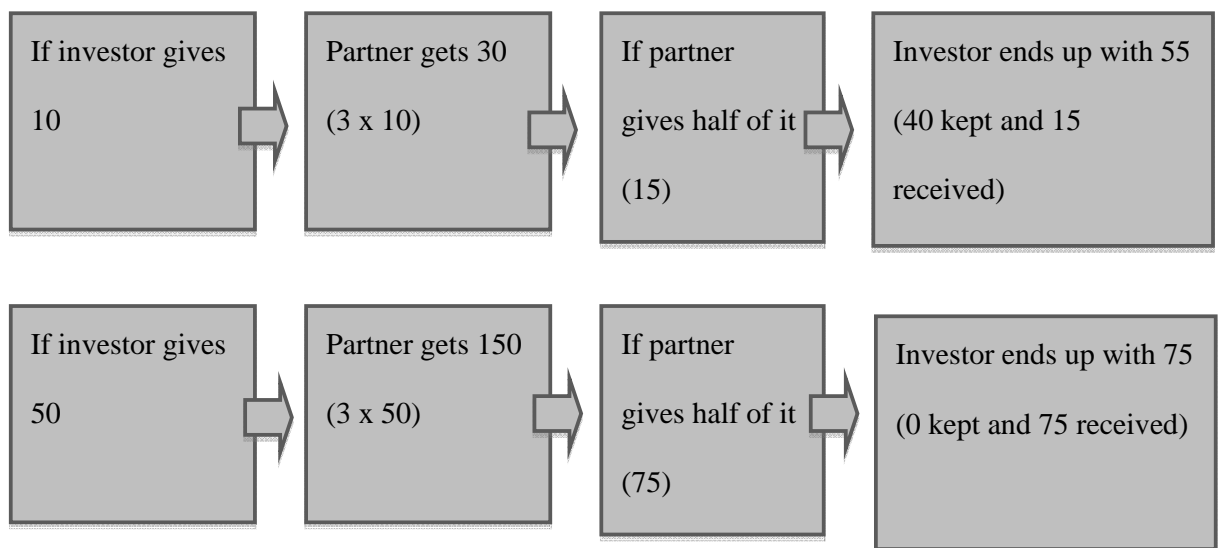 If investor gives
10
Partner gets 30
(3 x 10)
If partner
gives half of it
(15)
Investor ends up with 55
(40 kept and 15
received)
If investor gives
50
Partner gets 150
(3 x 50)
If partner
gives half of it
(75)
Investor ends up with 75
(0 kept and 75 received)